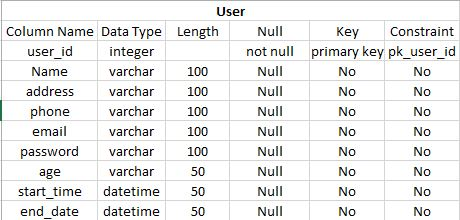 User
Column Name Data Type Length Null Key Constraint
user_id integer not null primary key pk_user_id
Name varchar 100 Null No No
address varchar 100 Null No No
phone varchar 100 Null No No
email varchar 100 Null No No
password varchar 100 Null No No
age varchar 50 Null No No
start_time datetime 50 Null No No
end_date datetime 50 Null No No